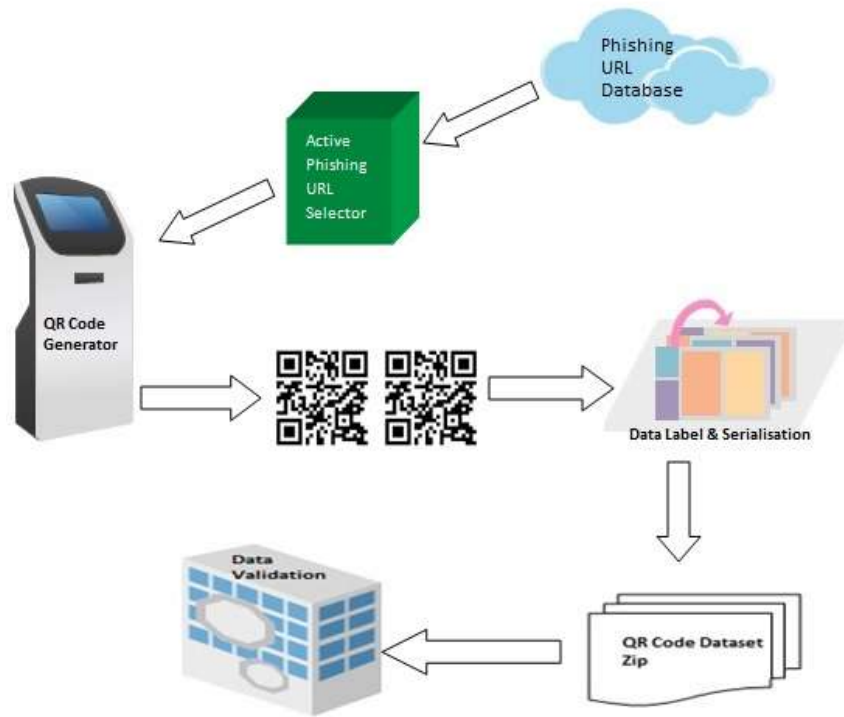 Phishing
URL
Database
Active
Phishing
URL
Selector
QR Code
Generator
Data Label & Serialisation
Data
Validation
QR Code Dataset
Zip